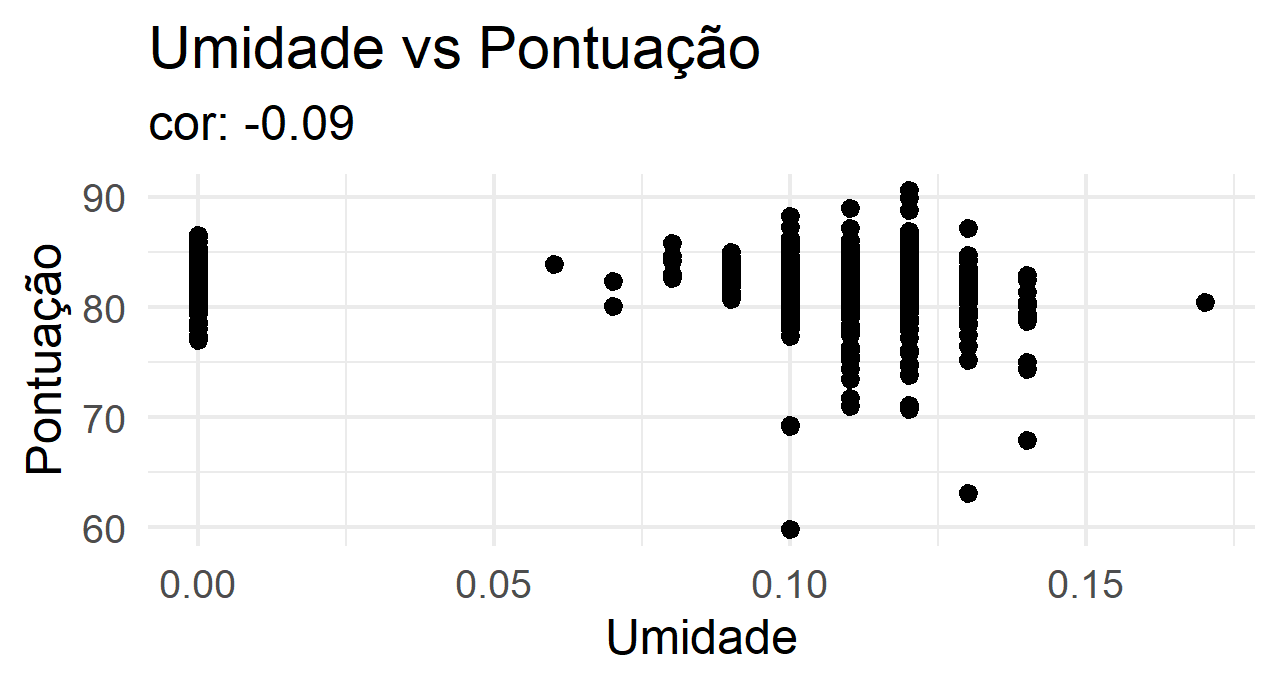 Umidade vs Pontuação
cor: -0.09
90
80
70
60
Pontuação
0.00 0.05 0.10 0.15
Umidade